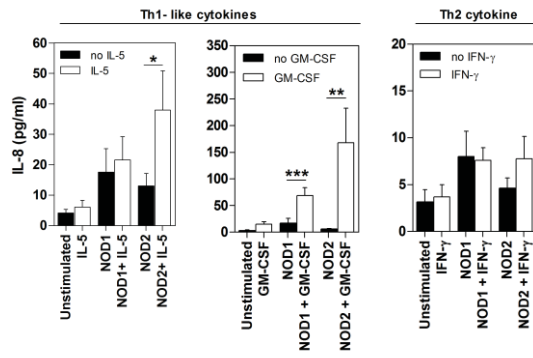 Th1- like cytokines
Th2 cytokine
IL-8 (pg/ml)
60
50
40
30
20
10
0
no IL-5
IL-5
*
Unstimulated
IL-5
NOD1
NOD1+ IL-5
NOD2
NOD2+ IL-5
350
300
250
200
150
100
50
0
no GM-CSF
GM-CSF
***
**
Unstimulated
GM-CSF
NOD1
NOD1 + GM-CSF
NOD2
NOD2 + GM-CSF
20
15
10
5
0
no IFN-γ
IFN-γ
Unstimulated
IFN-γ
NOD1
NOD1 + IFN-γ
NOD2
NOD2 + IFN-γ